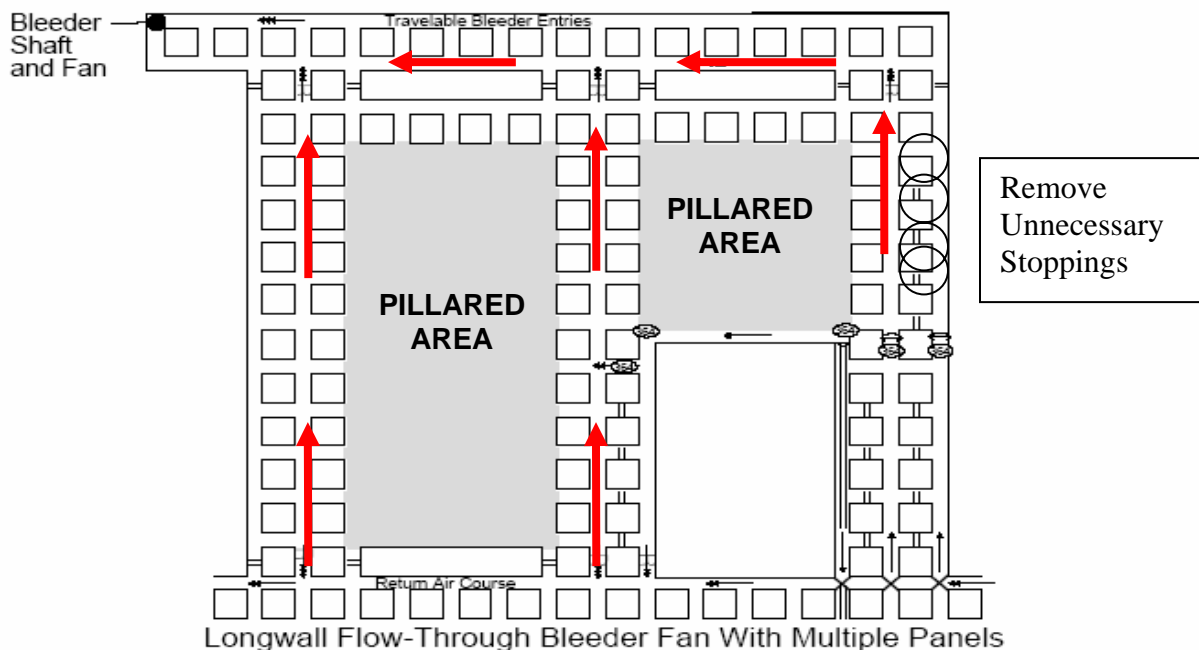 Bleeder
Shaft
and Fan
Travelable Bleeder Entries
PILLARED
AREA
PILLARED
AREA
Remove
Unnecessary
Stoppings
Return Air Course
Longwall Flow-Through Bleeder Fan With Multiple Panels